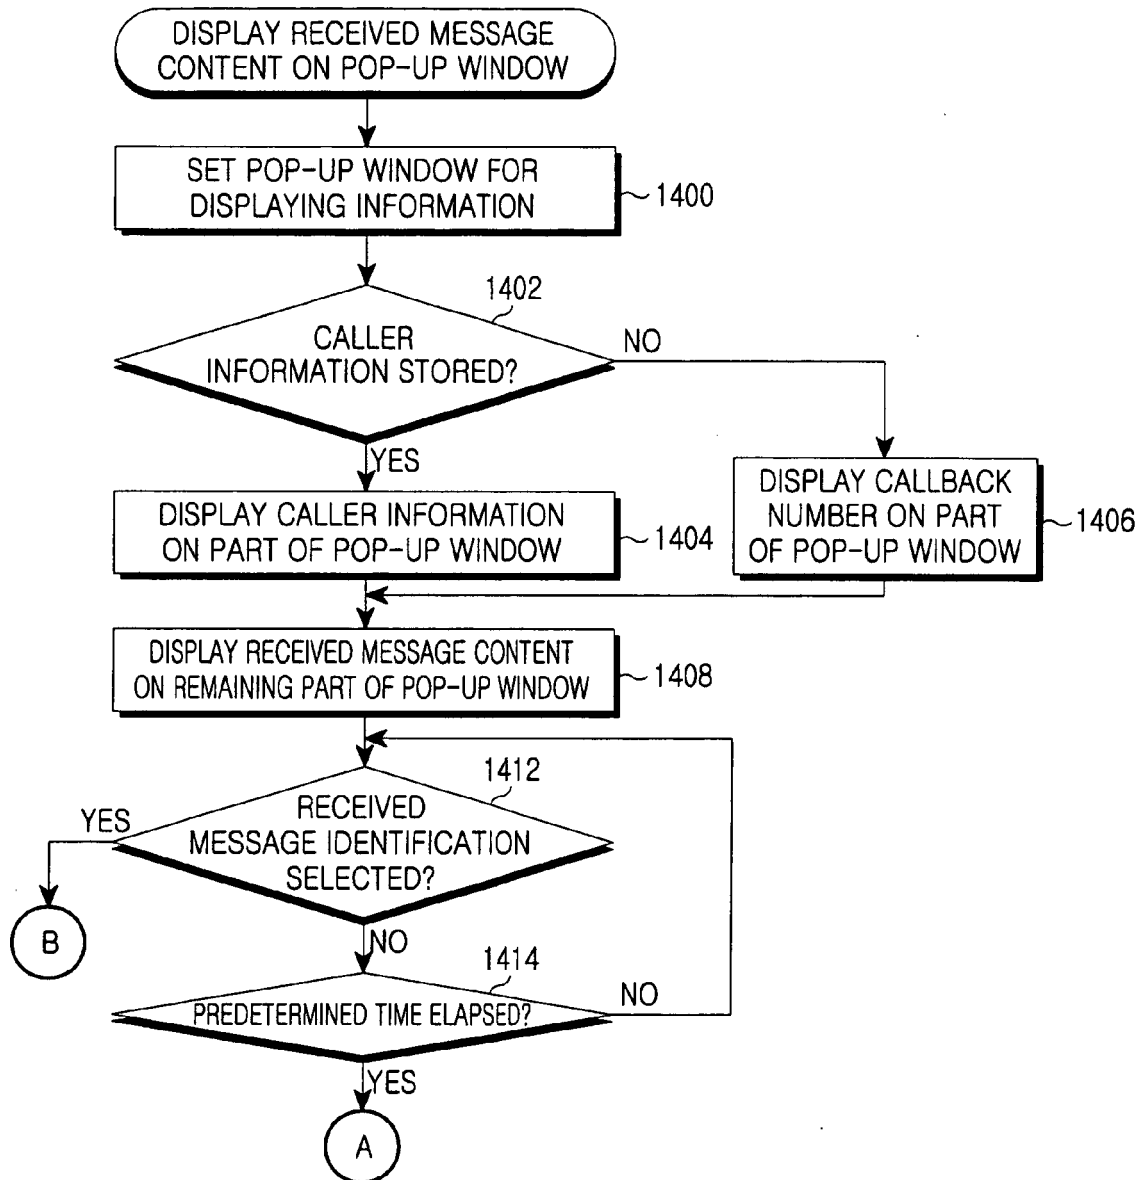 DISPLAY RECEIVED MESSAGE
CONTENT ON POP-UP WINDOW
SET POP-UP WINDOW FOR
DISPLAYING INFORMATION
1400
1402
CALLER
INFORMATION STORED?
NO
YES
DISPLAY CALLER INFORMATION
ON PART OF POP-UP WINDOW
1404
DISPLAY CALLBACK
NUMBER ON PART
OF POP-UP WINDOW
1406
DISPLAY RECEIVED MESSAGE CONTENT
ON REMAINING PART OF POP-UP WINDOW
1408
1412
RECEIVED
MESSAGE IDENTIFICATION
SELECTED?
YES
B
NO
1414
PREDETERMINED TIME ELAPSED?
NO
YES
A